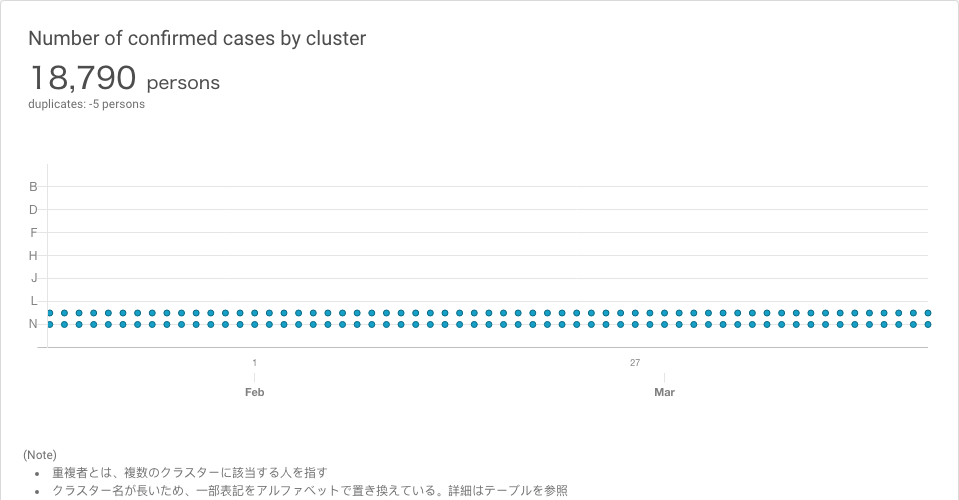 Number of confirmed cases by cluster
18,790 persons
duplicates: -5 persons
B
D
F
H
J
L
N
1
27
Feb
Mar
(Note)
重複者とは、複数のクラスターに該当する人を指す
クラスター名が長いため、一部表記をアルファベットで置き換えている。詳細はテーブルを参照